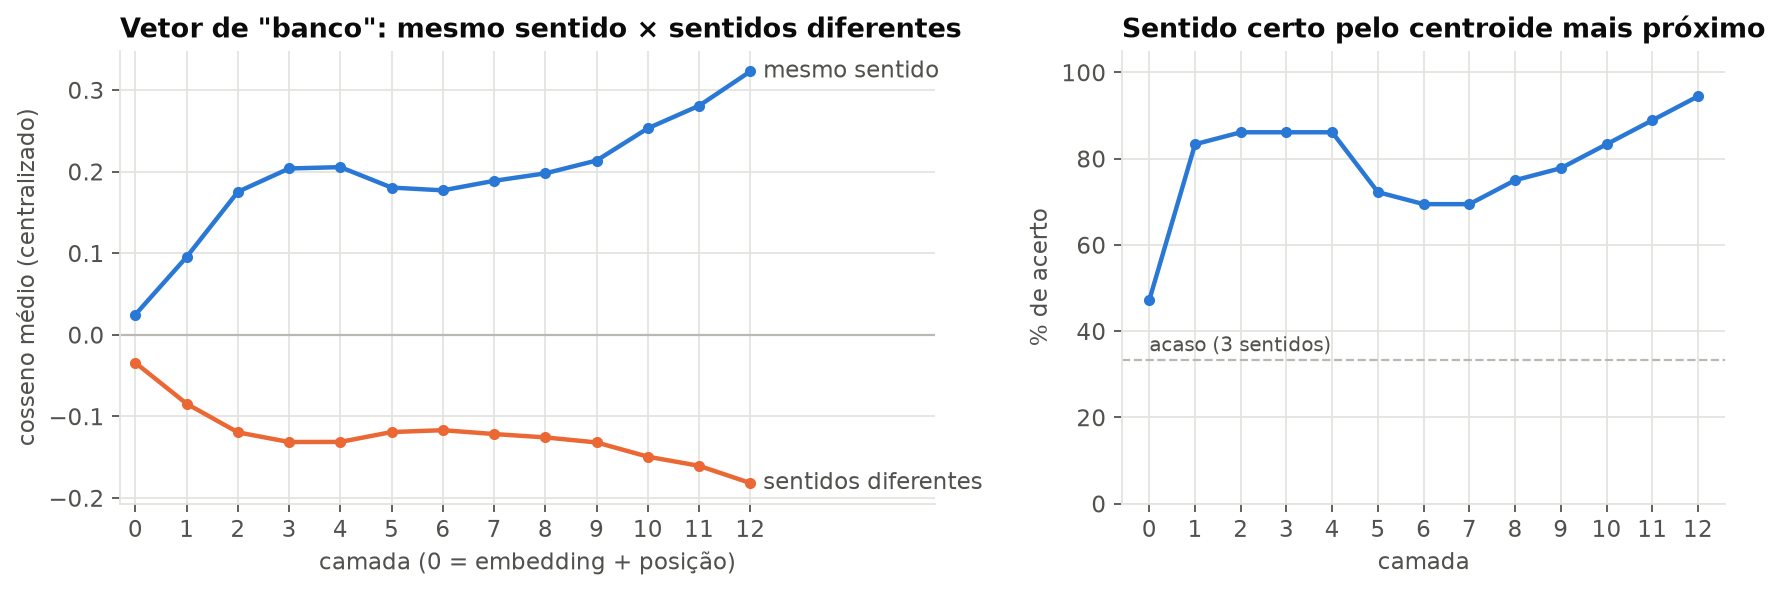 Vetor de "banco": mesmo sentido × sentidos diferentes
cosseno médio (centralizado)
0.3
0.2
0.1
0.0
−0.1
−0.2
mesmo sentido
sentidos diferentes
0 1 2 3 4 5 6 7 8 9 10 11 12
camada (0 = embedding + posição)
Sentido certo pelo centroide mais próximo
% de acerto
100
80
60
40
20
0
acaso (3 sentidos)
0 1 2 3 4 5 6 7 8 9 10 11 12
camada